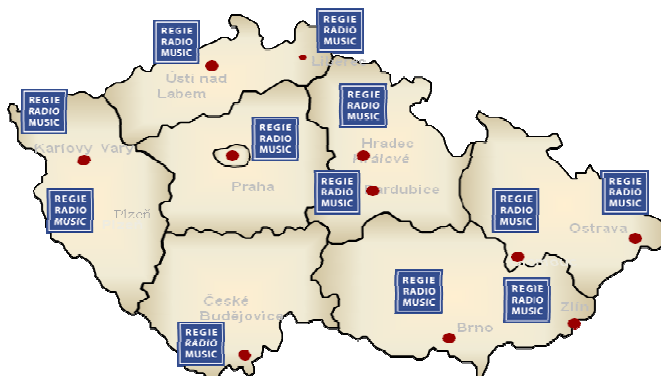 REGIE
RADIO
MUSIC
REGIE
RADIO
MUSIC
Liberec
Ústí nad
Labem
REGIE
RADIO
MUSIC
Karlovy Vary
REGIE
RADIO
MUSIC
Hradec
Králové
REGIE
RADIO
MUSIC
Praha
REGIE
RADIO
MUSIC
Pardubice
REGIE
RADIO
MUSIC
Plzeň
REGIE
RADIO
MUSIC
REGIE
RADIO
MUSIC
Ostrava
REGIE
RADIO
MUSIC
České
Budějovice
REGIE
RADIO
MUSIC
Brno
REGIE
RADIO
MUSIC
Zlín
REGIE
RADIO
MUSIC